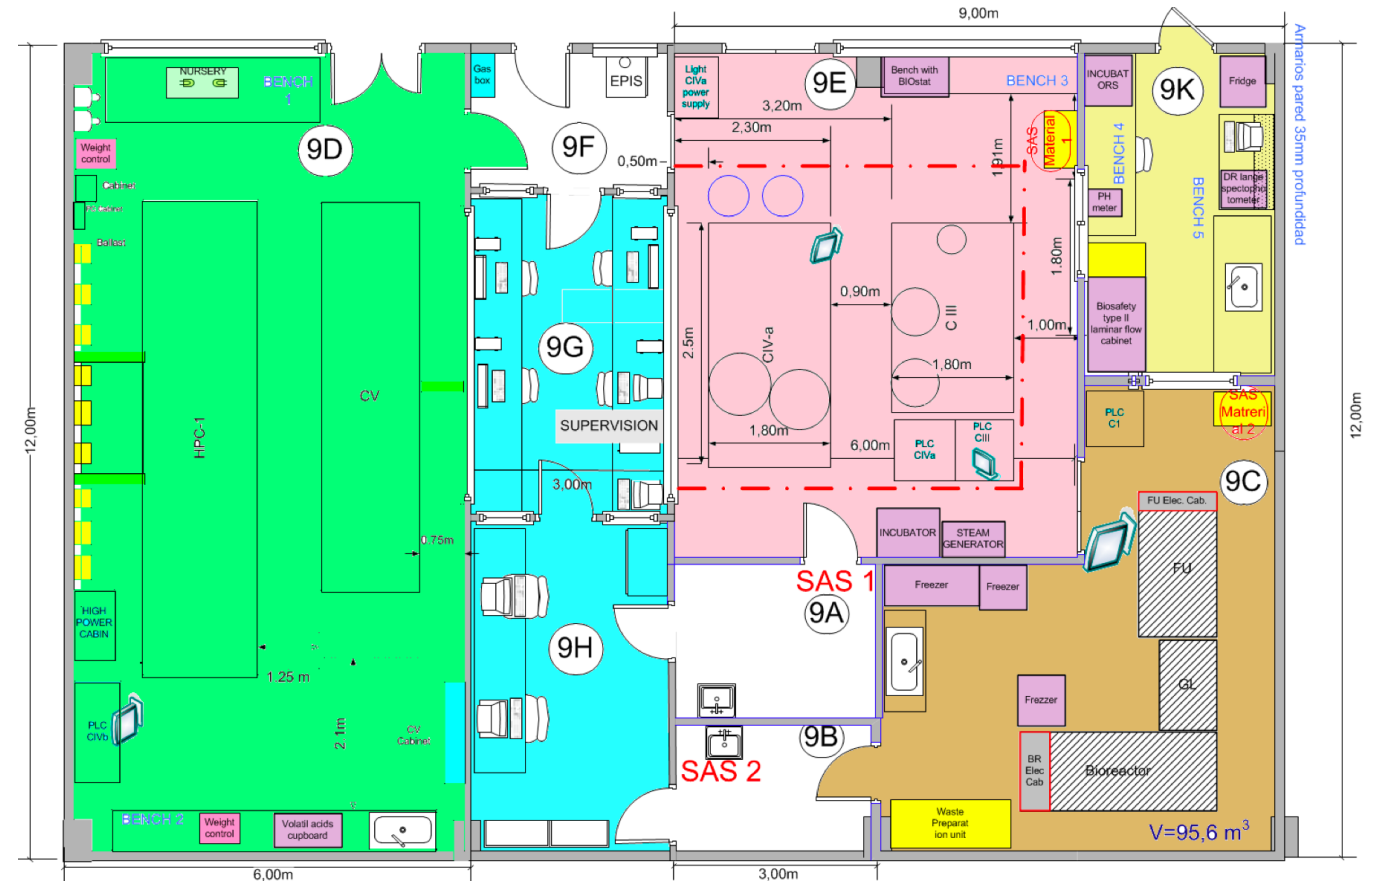 9,00m
Armarios pared 35mm profundidad
12,00m
12,00m
NURSERY
BENCH
1
Weight
control
Cabinet
Ballast
9D
HPC-1
CV
0.75m
1.25 m
2.1m
HIGH
POWER
CABIN
PLC
CIVb
CV
Cabinet
BENCH 2
Weight
control
Volatil acids
cupboard
6,00m
Gas
box
EPIS
9F
0,50m
9G
SUPERVISION
3,00m
9H
Light
CIVa
power
supply
3,20m
2,30m
9E
Bench with
BIOstat
BENCH 3
SAS
Material
1
1,91m
1.80m
0,90m
2.5m
CIV-a
C III
1,00m
1,80m
1,80m
6,00m
PLC
CIVa
PLC
CIII
INCUBATOR
STEAM
GENERATOR
INCUBAT
ORS
9K
Fridge
BENCH 4
BENCH 5
PH
meter
DR lange
spectopho
tometer
Biosafety
type II
laminar flow
cabinet
PLC
C1
SAS
Matreri
al 2
9C
FU Elec. Cab.
FU
GL
Freezer
Freezer
Frezzer
BR
Elec
Cab
Bioreactor
Waste
Preparat
ion unit
V=95,6 m³
SAS 1
9A
9B
SAS 2
3,00m